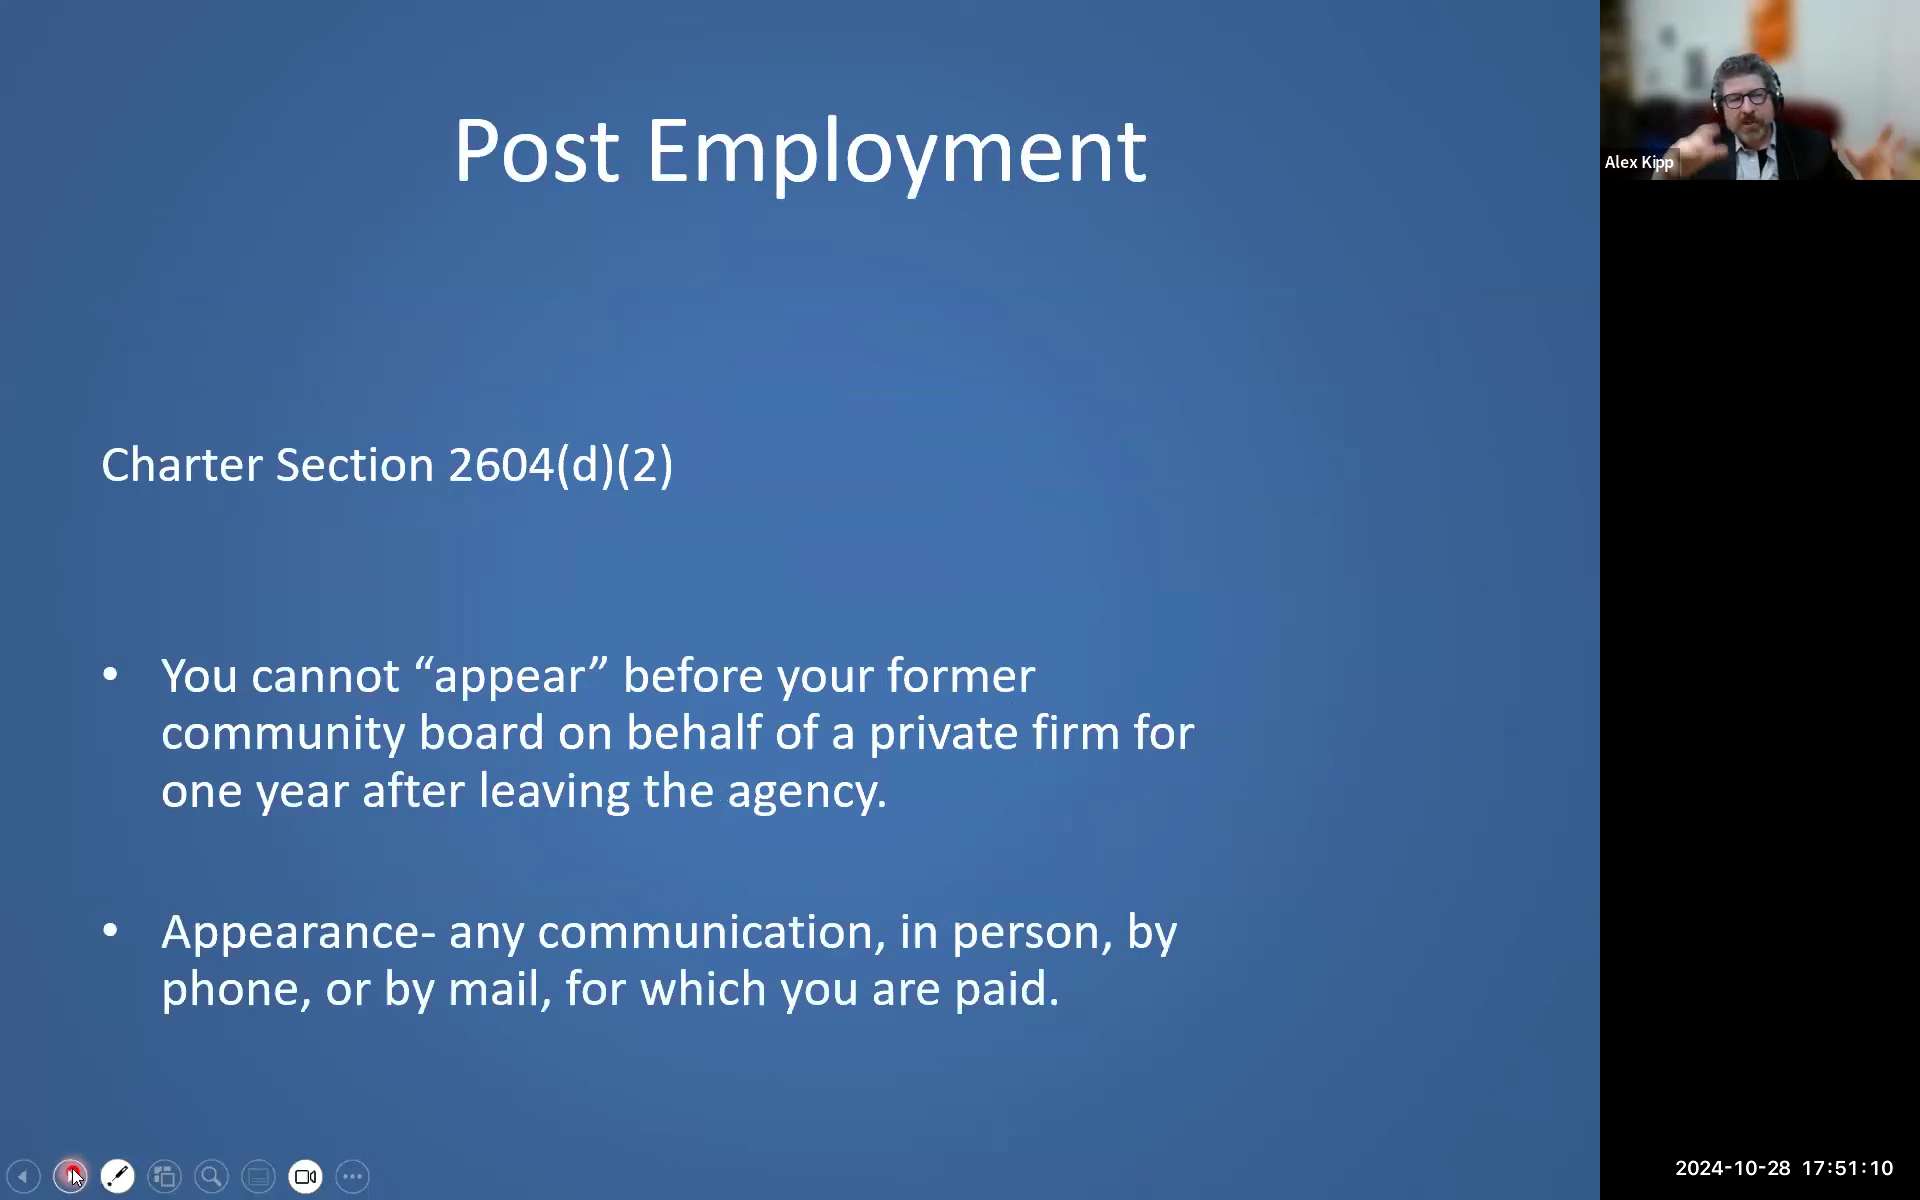 Post Employment
Charter Section 2604(d)(2)
• You cannot “appear” before your former
community board on behalf of a private firm for
one year after leaving the agency.
• Appearance- any communication, in person, by
phone, or by mail, for which you are paid.
Alex Kipp
2024-10-28 17:51:10